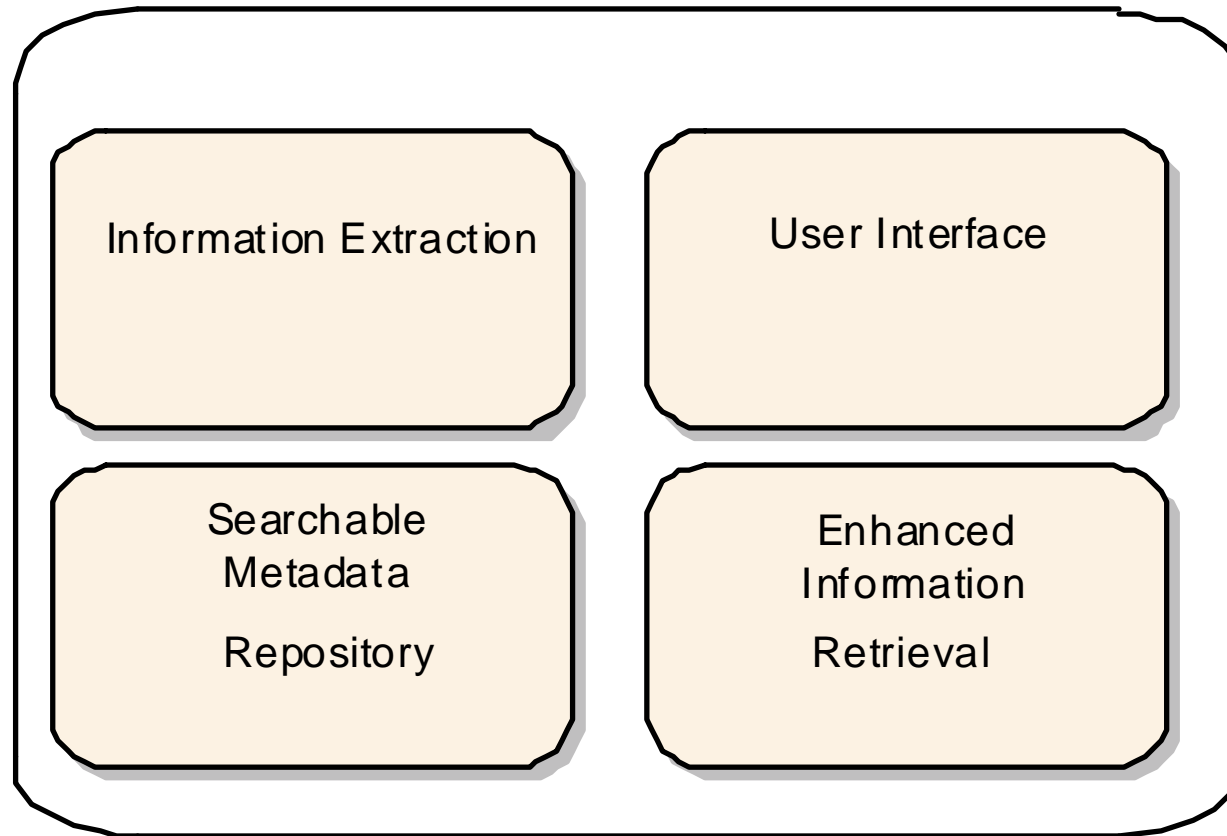 Information Extraction
User Interface
Searchable
Metadata
Repository
Enhanced
Information
Retrieval